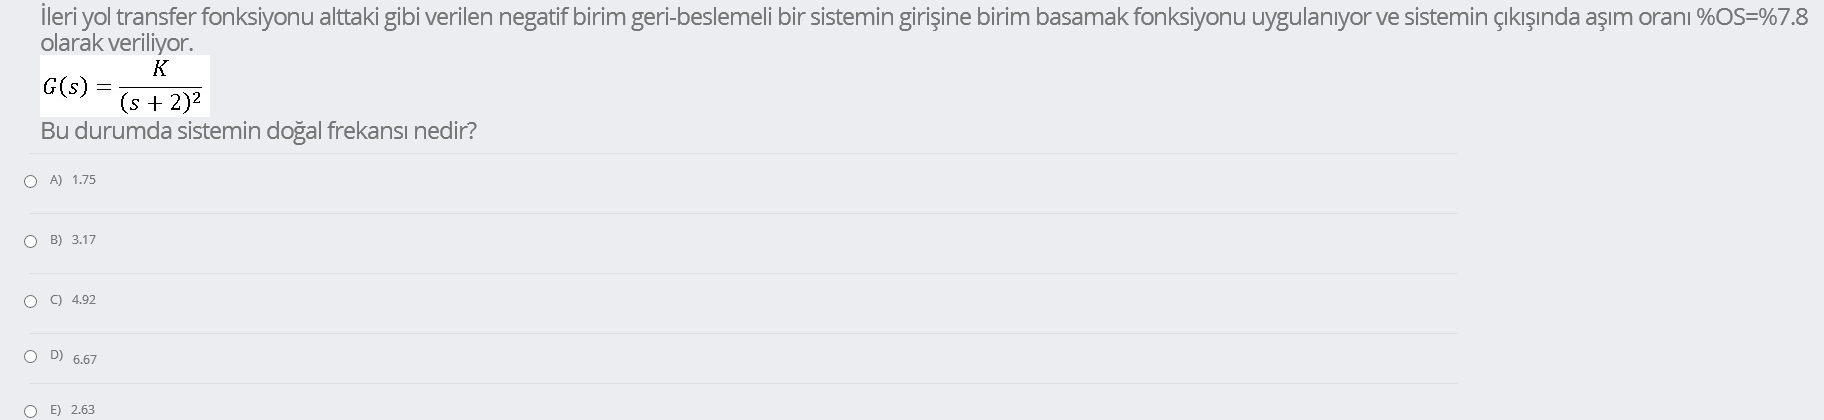 İleri yol transfer fonksiyonu alttaki gibi verilen negatif birim geri-beslemeli bir sistemin girişine birim basamak fonksiyonu uygulanıyor ve sistemin çıkışında aşım oranı %OS=%7.8
olarak veriliyor.
G(s) = K / (s + 2)²
Bu durumda sistemin doğal frekansı nedir?
A) 1.75
B) 3.17
C) 4.92
D) 6.67
E) 2.63